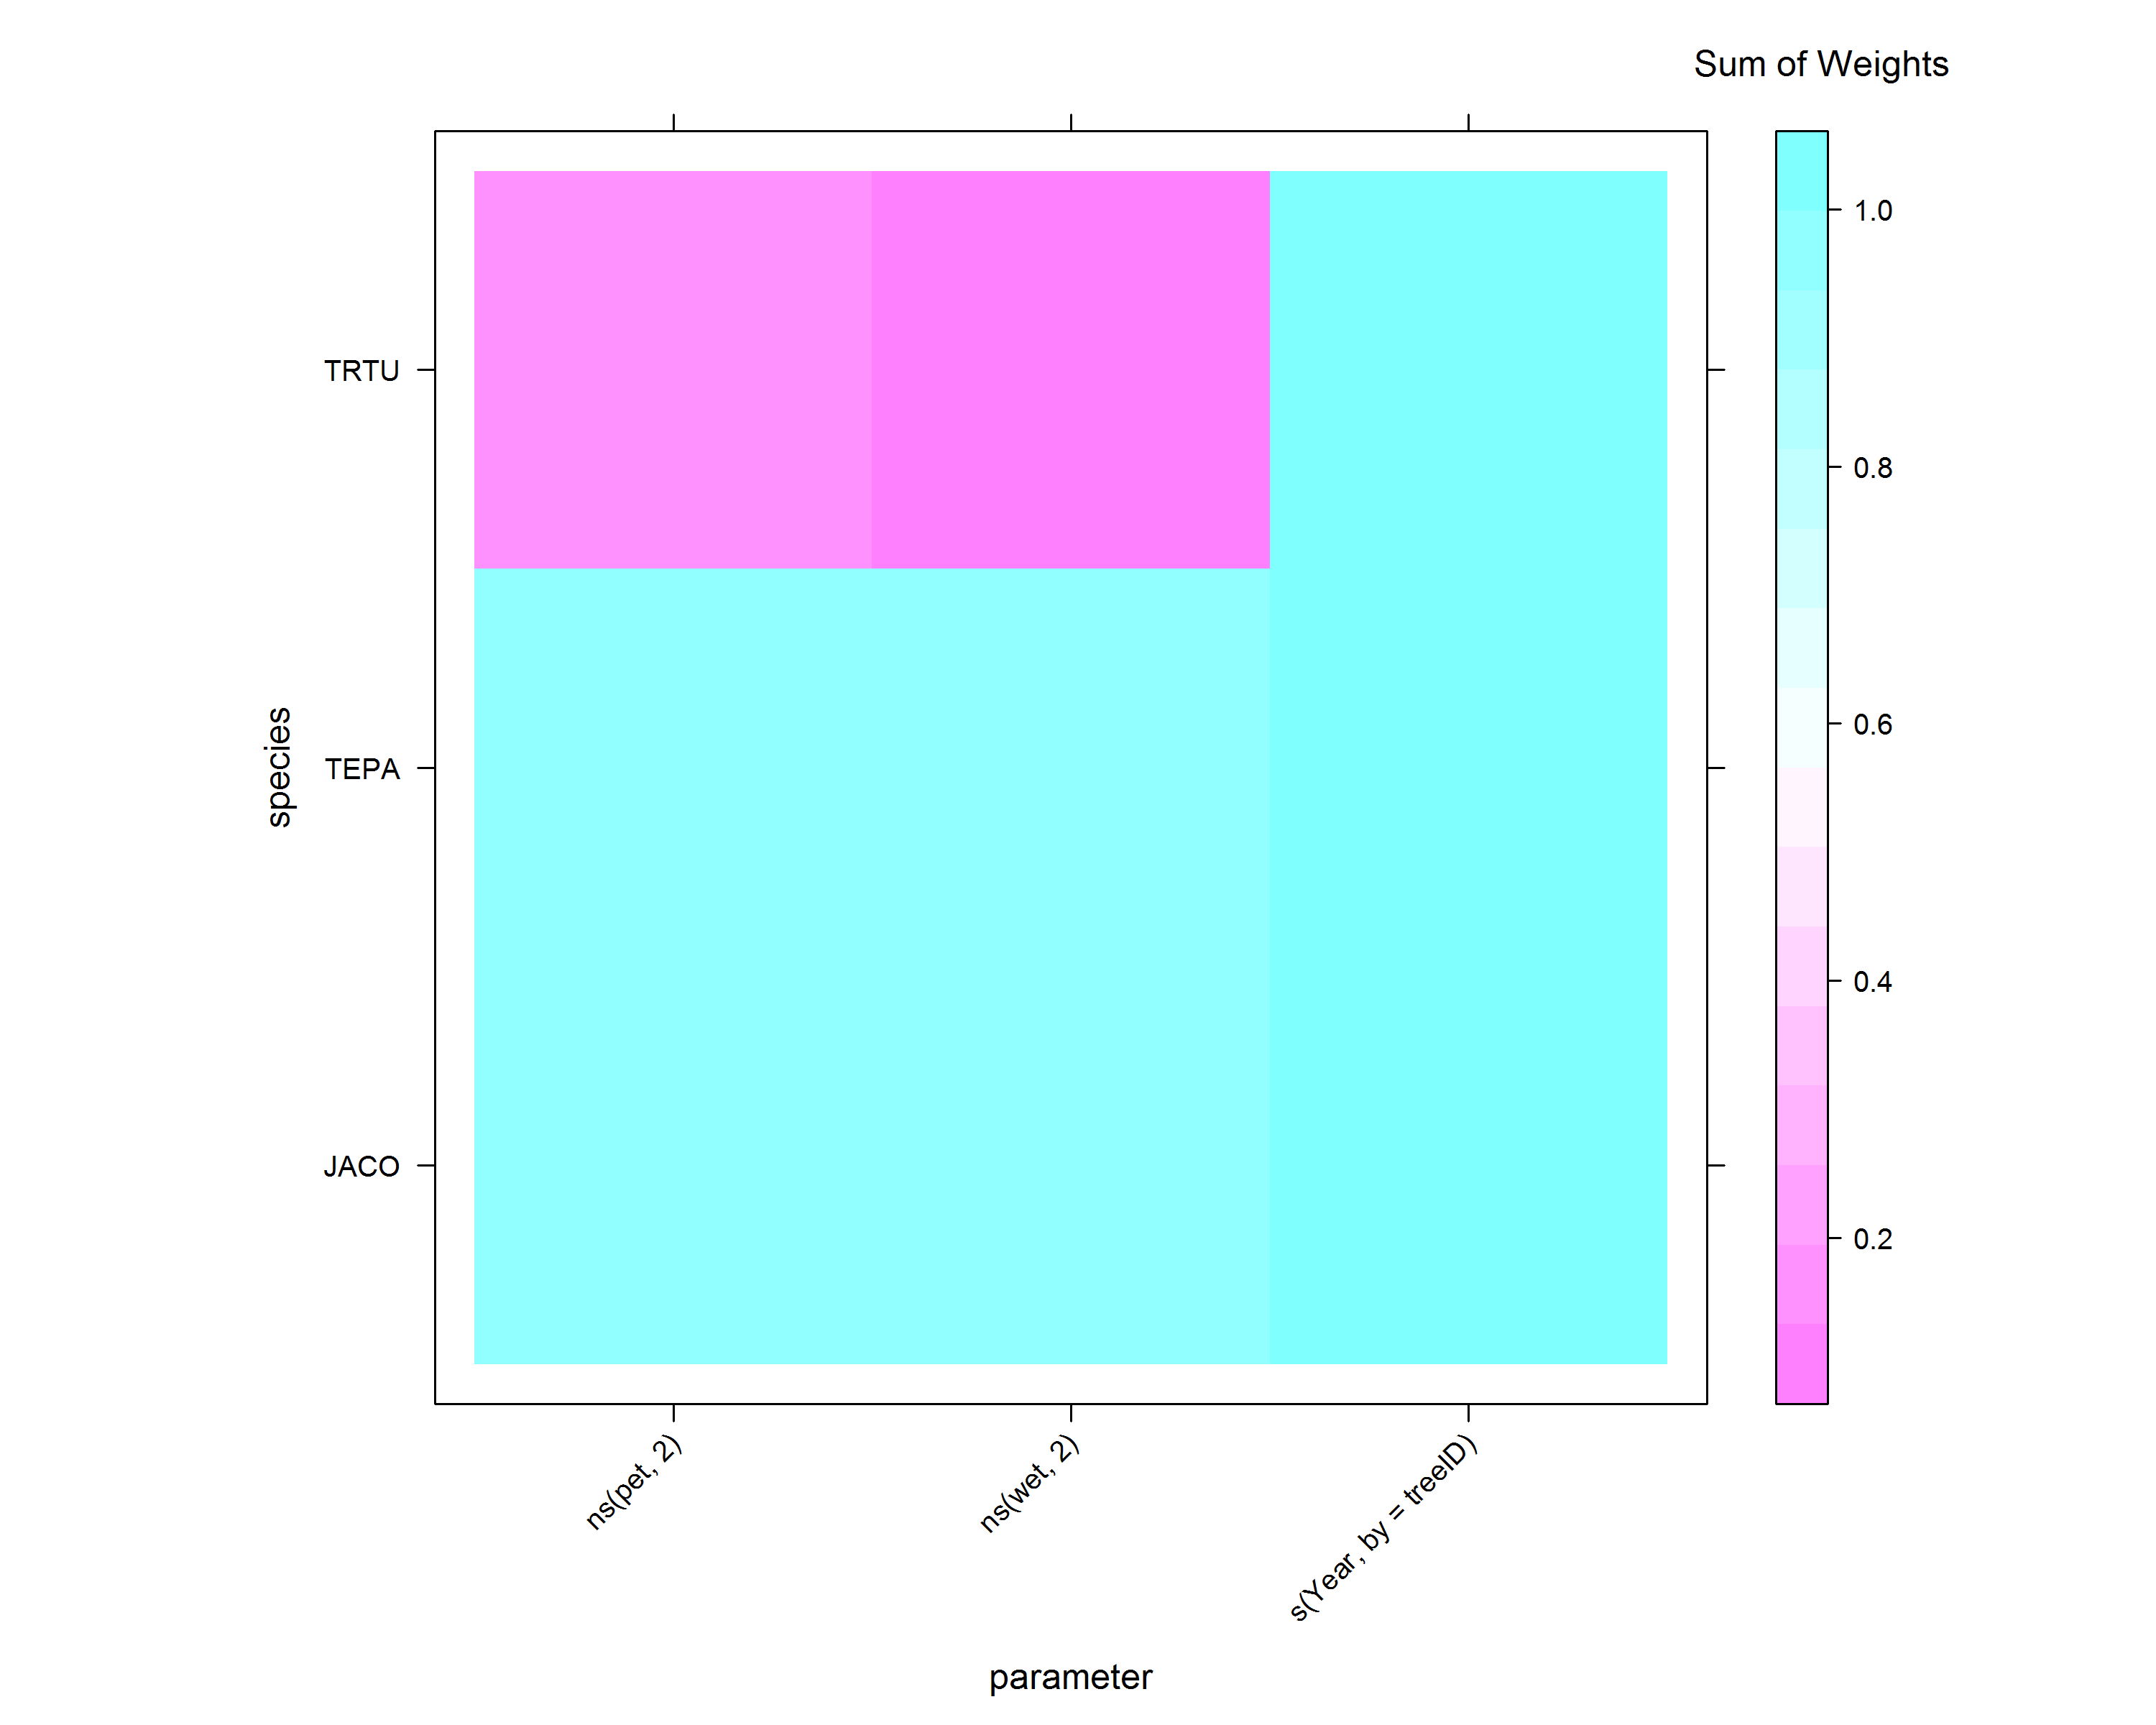 Sum of Weights
1.0
0.8
0.6
0.4
0.2
species
TRTU
TEPA
JACO
ns(pet, 2)
ns(wet, 2)
s(Year, by = treeID)
parameter